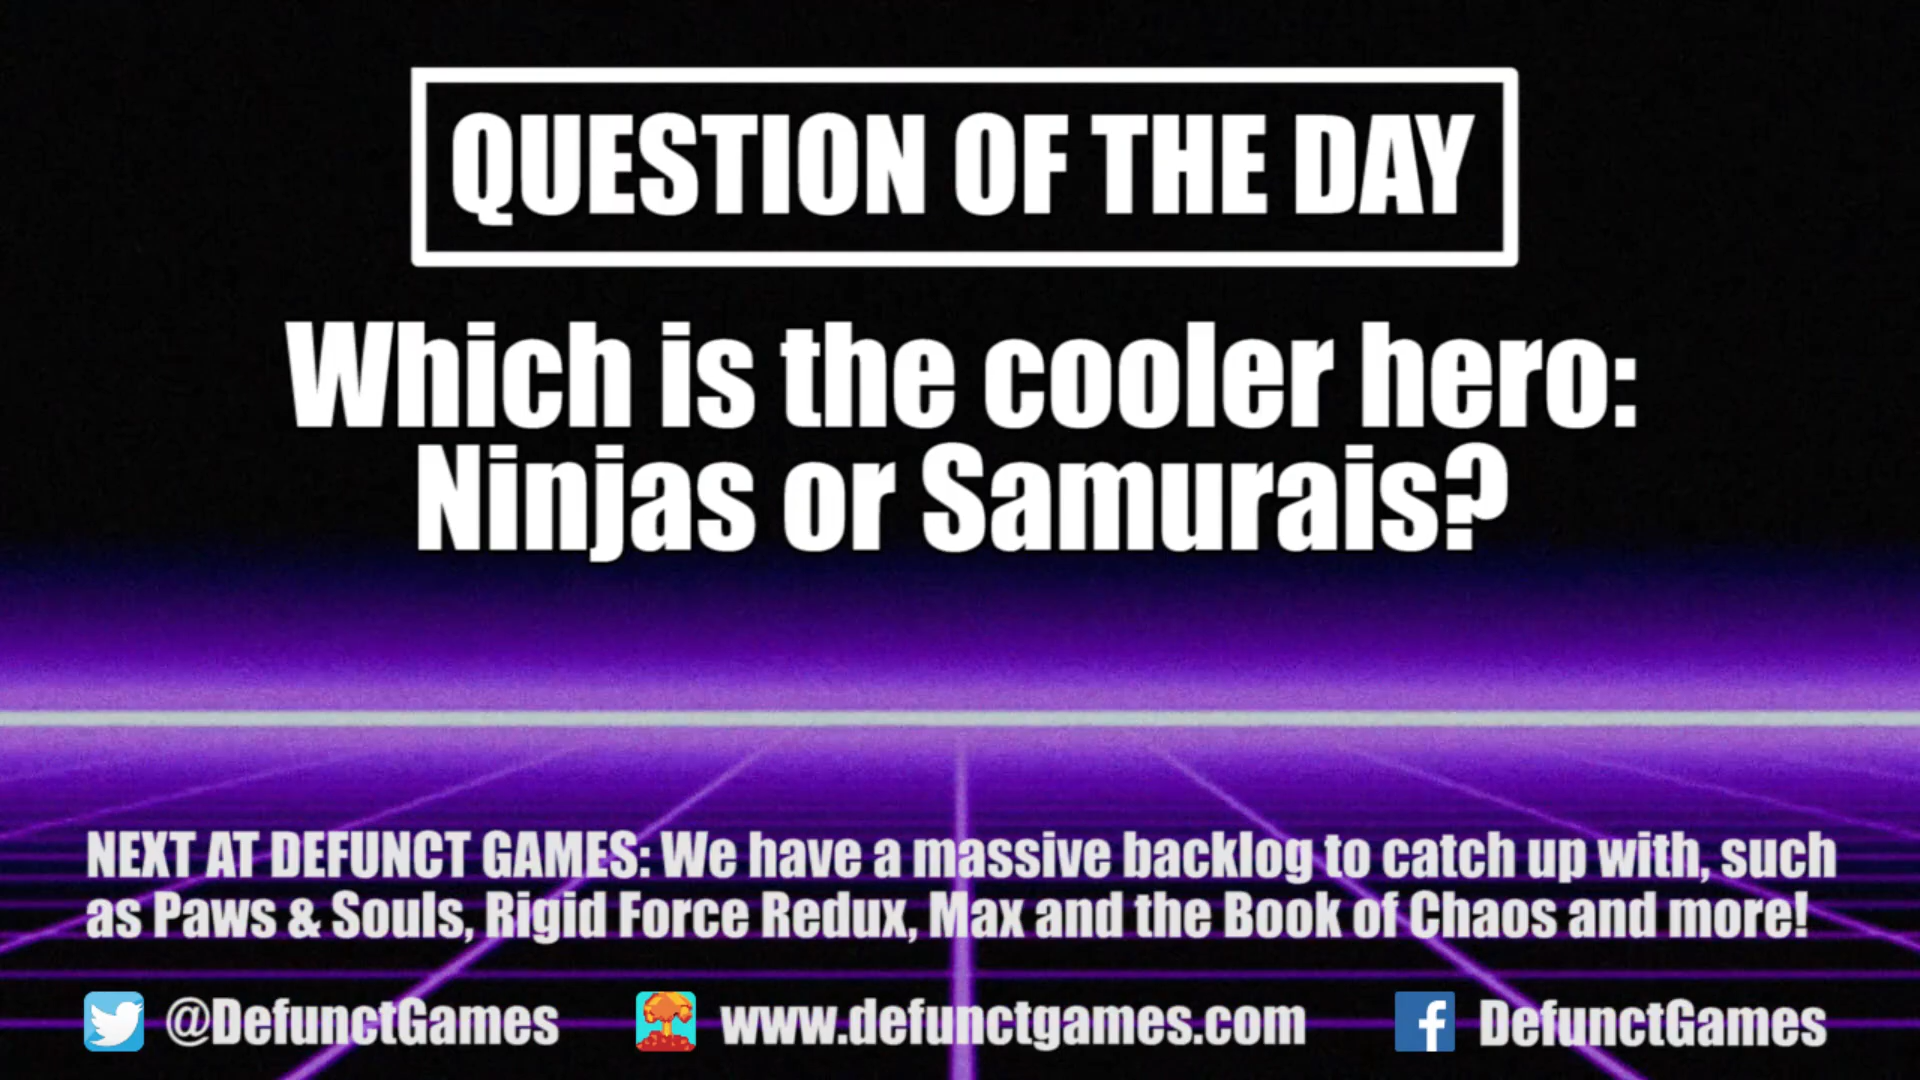 QUESTION OF THE DAY
Which is the cooler hero:
Ninjas or Samurais?
NEXT AT DEFUNCT GAMES: We have a massive backlog to catch up with, such
as Paws & Souls, Rigid Force Redux, Max and the Book of Chaos and more!
@DefunctGames www.defunctgames.com DefunctGames